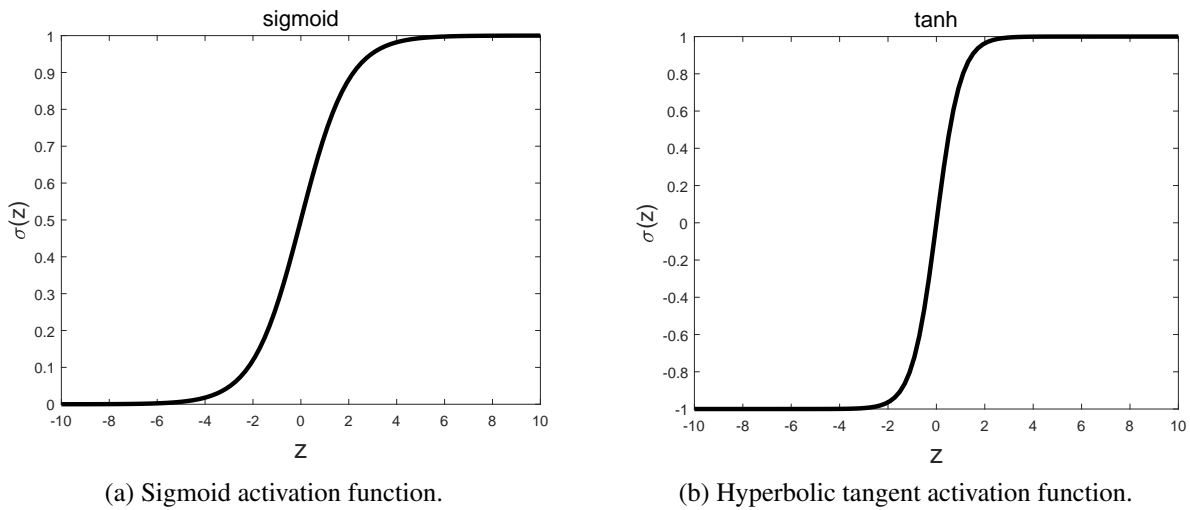 sigmoid
1
0.9
0.8
0.7
0.6
0.5
0.4
0.3
0.2
0.1
0
σ(z)
-10 -8 -6 -4 -2 0 2 4 6 8 10
z
(a) Sigmoid activation function.
tanh
1
0.8
0.6
0.4
0.2
0
-0.2
-0.4
-0.6
-0.8
-1
σ(z)
-10 -8 -6 -4 -2 0 2 4 6 8 10
z
(b) Hyperbolic tangent activation function.